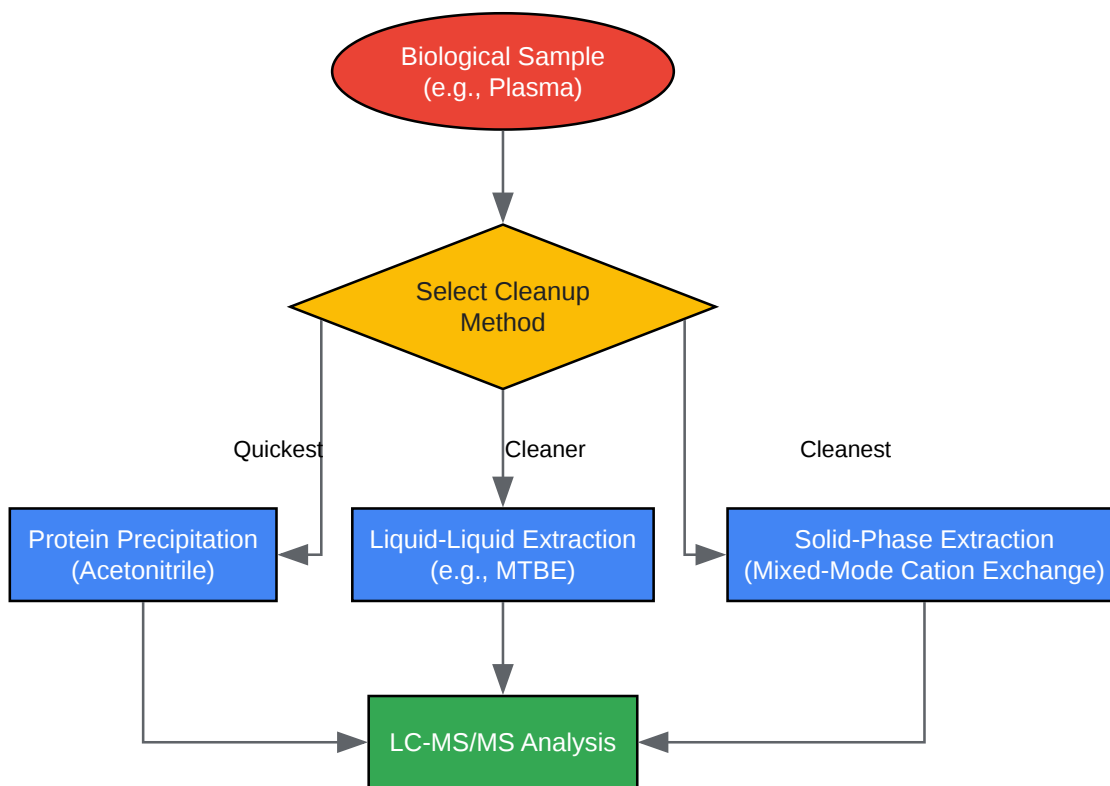 Biological Sample
(e.g., Plasma)
Select Cleanup
Method
Quickest
Cleaner
Cleanest
Protein Precipitation
(Acetonitrile)
Liquid-Liquid Extraction
(e.g., MTBE)
Solid-Phase Extraction
(Mixed-Mode Cation Exchange)
LC-MS/MS Analysis